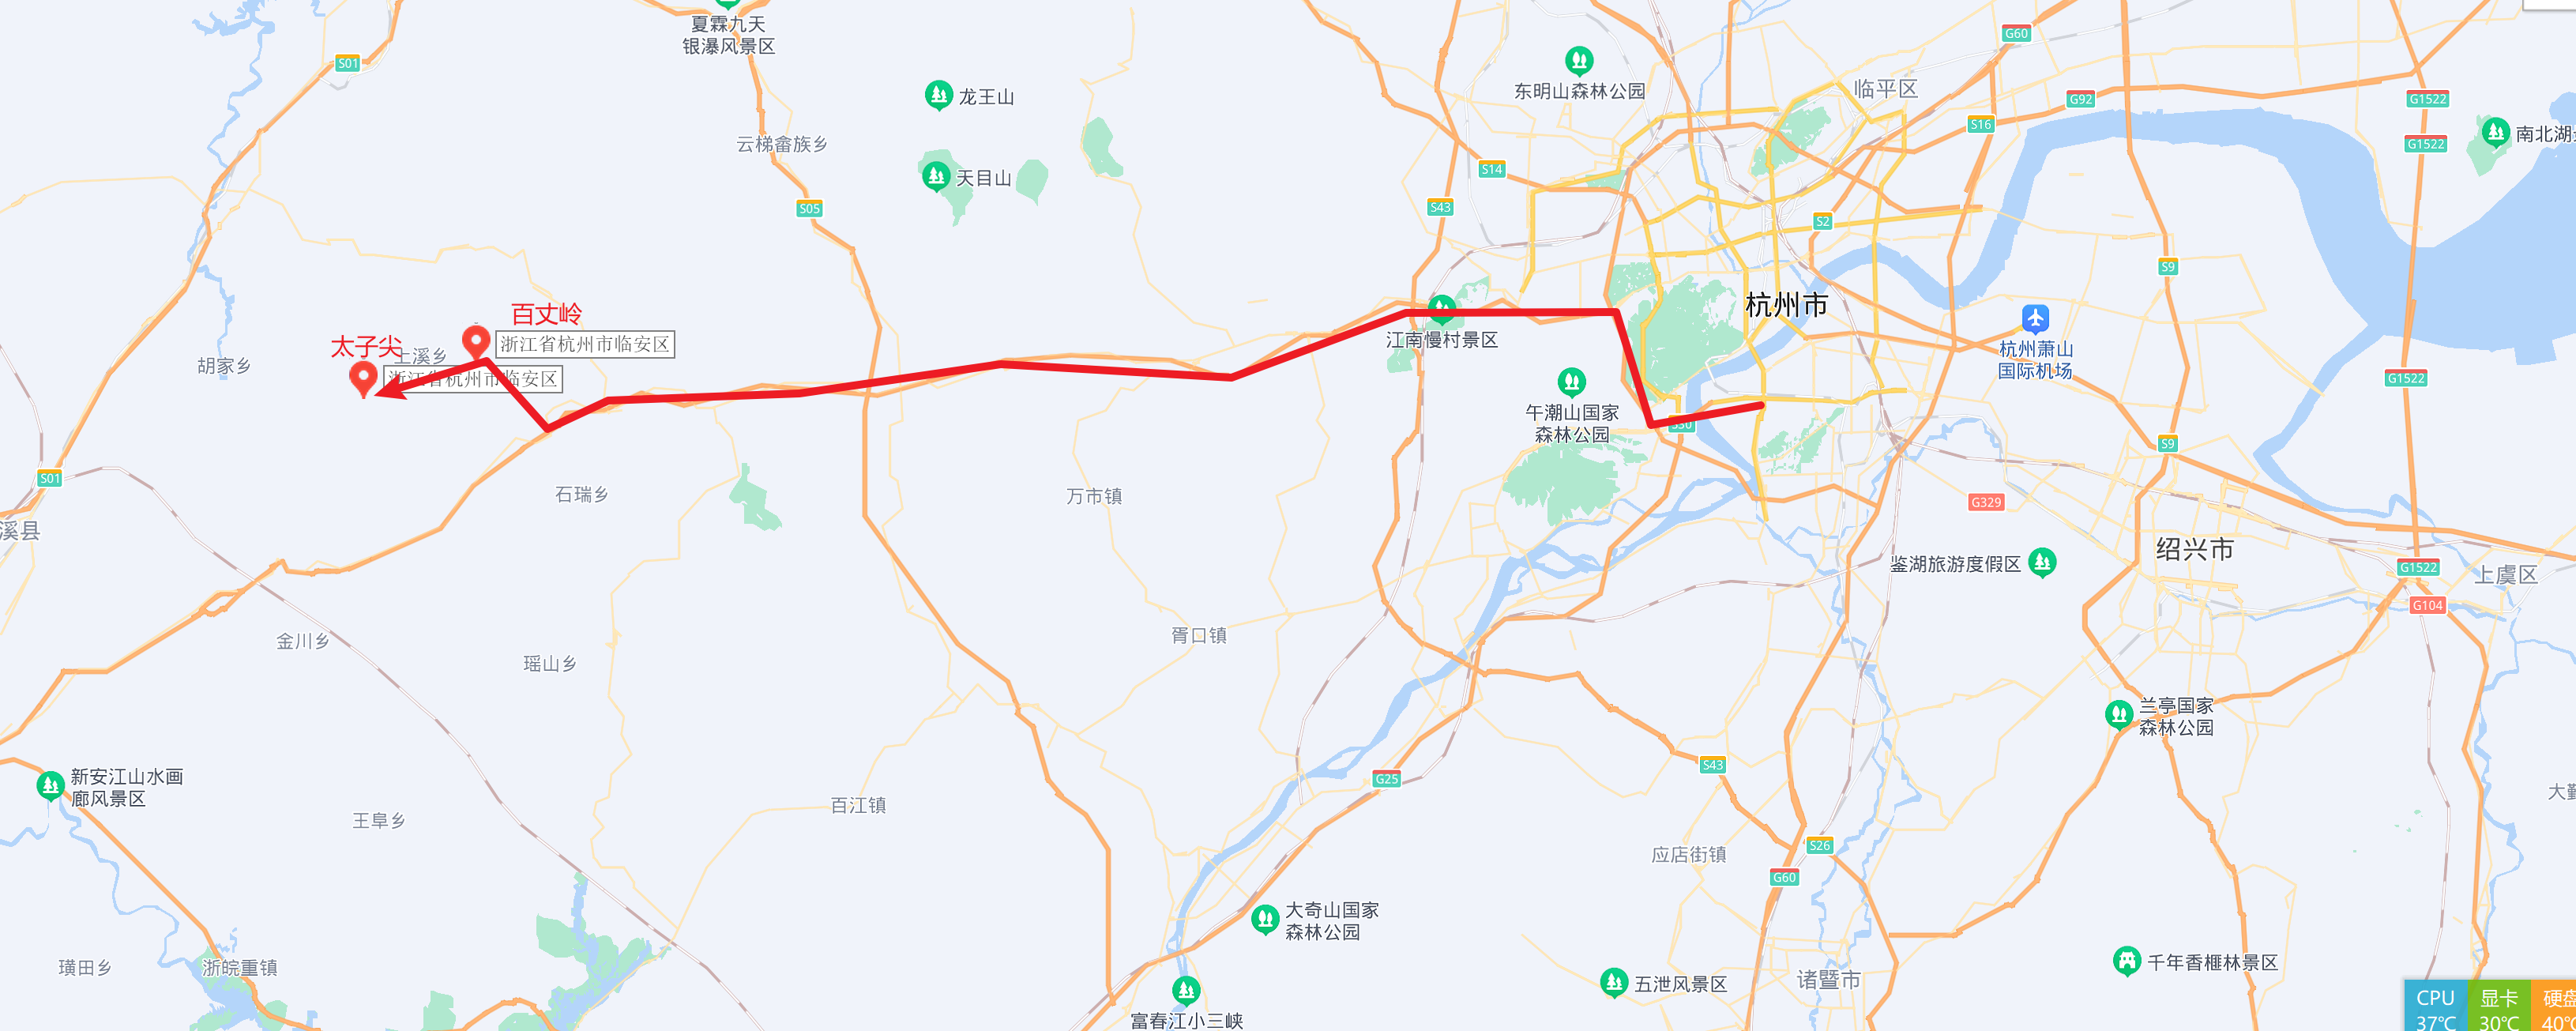 夏霖九天
银瀑风景区
S01
龙王山
东明山森林公园
G60
临平区
G92
G1522
S16
G1522
南北湖
云梯畲族乡
天目山
S14
S05
S43
S2
S9
百丈岭
浙江省杭州市临安区
太子尖
上溪乡
浙江省杭州市临安区
胡家乡
江南慢村景区
杭州市
杭州萧山
国际机场
G1522
午潮山国家
森林公园
S30
S9
S01
石瑞乡
万市镇
G329
溪县
绍兴市
鉴湖旅游度假区
G1522
上虞区
G104
金川乡
瑶山乡
胥口镇
兰亭国家
森林公园
新安江山水画
廊风景区
G25
S43
王阜乡
百江镇
应店街镇
S26
G60
大奇山国家
森林公园
璜田乡
浙皖重镇
五泄风景区
诸暨市
千年香榧林景区
富春江小三峡
CPU
37℃
显卡
30℃
硬盘